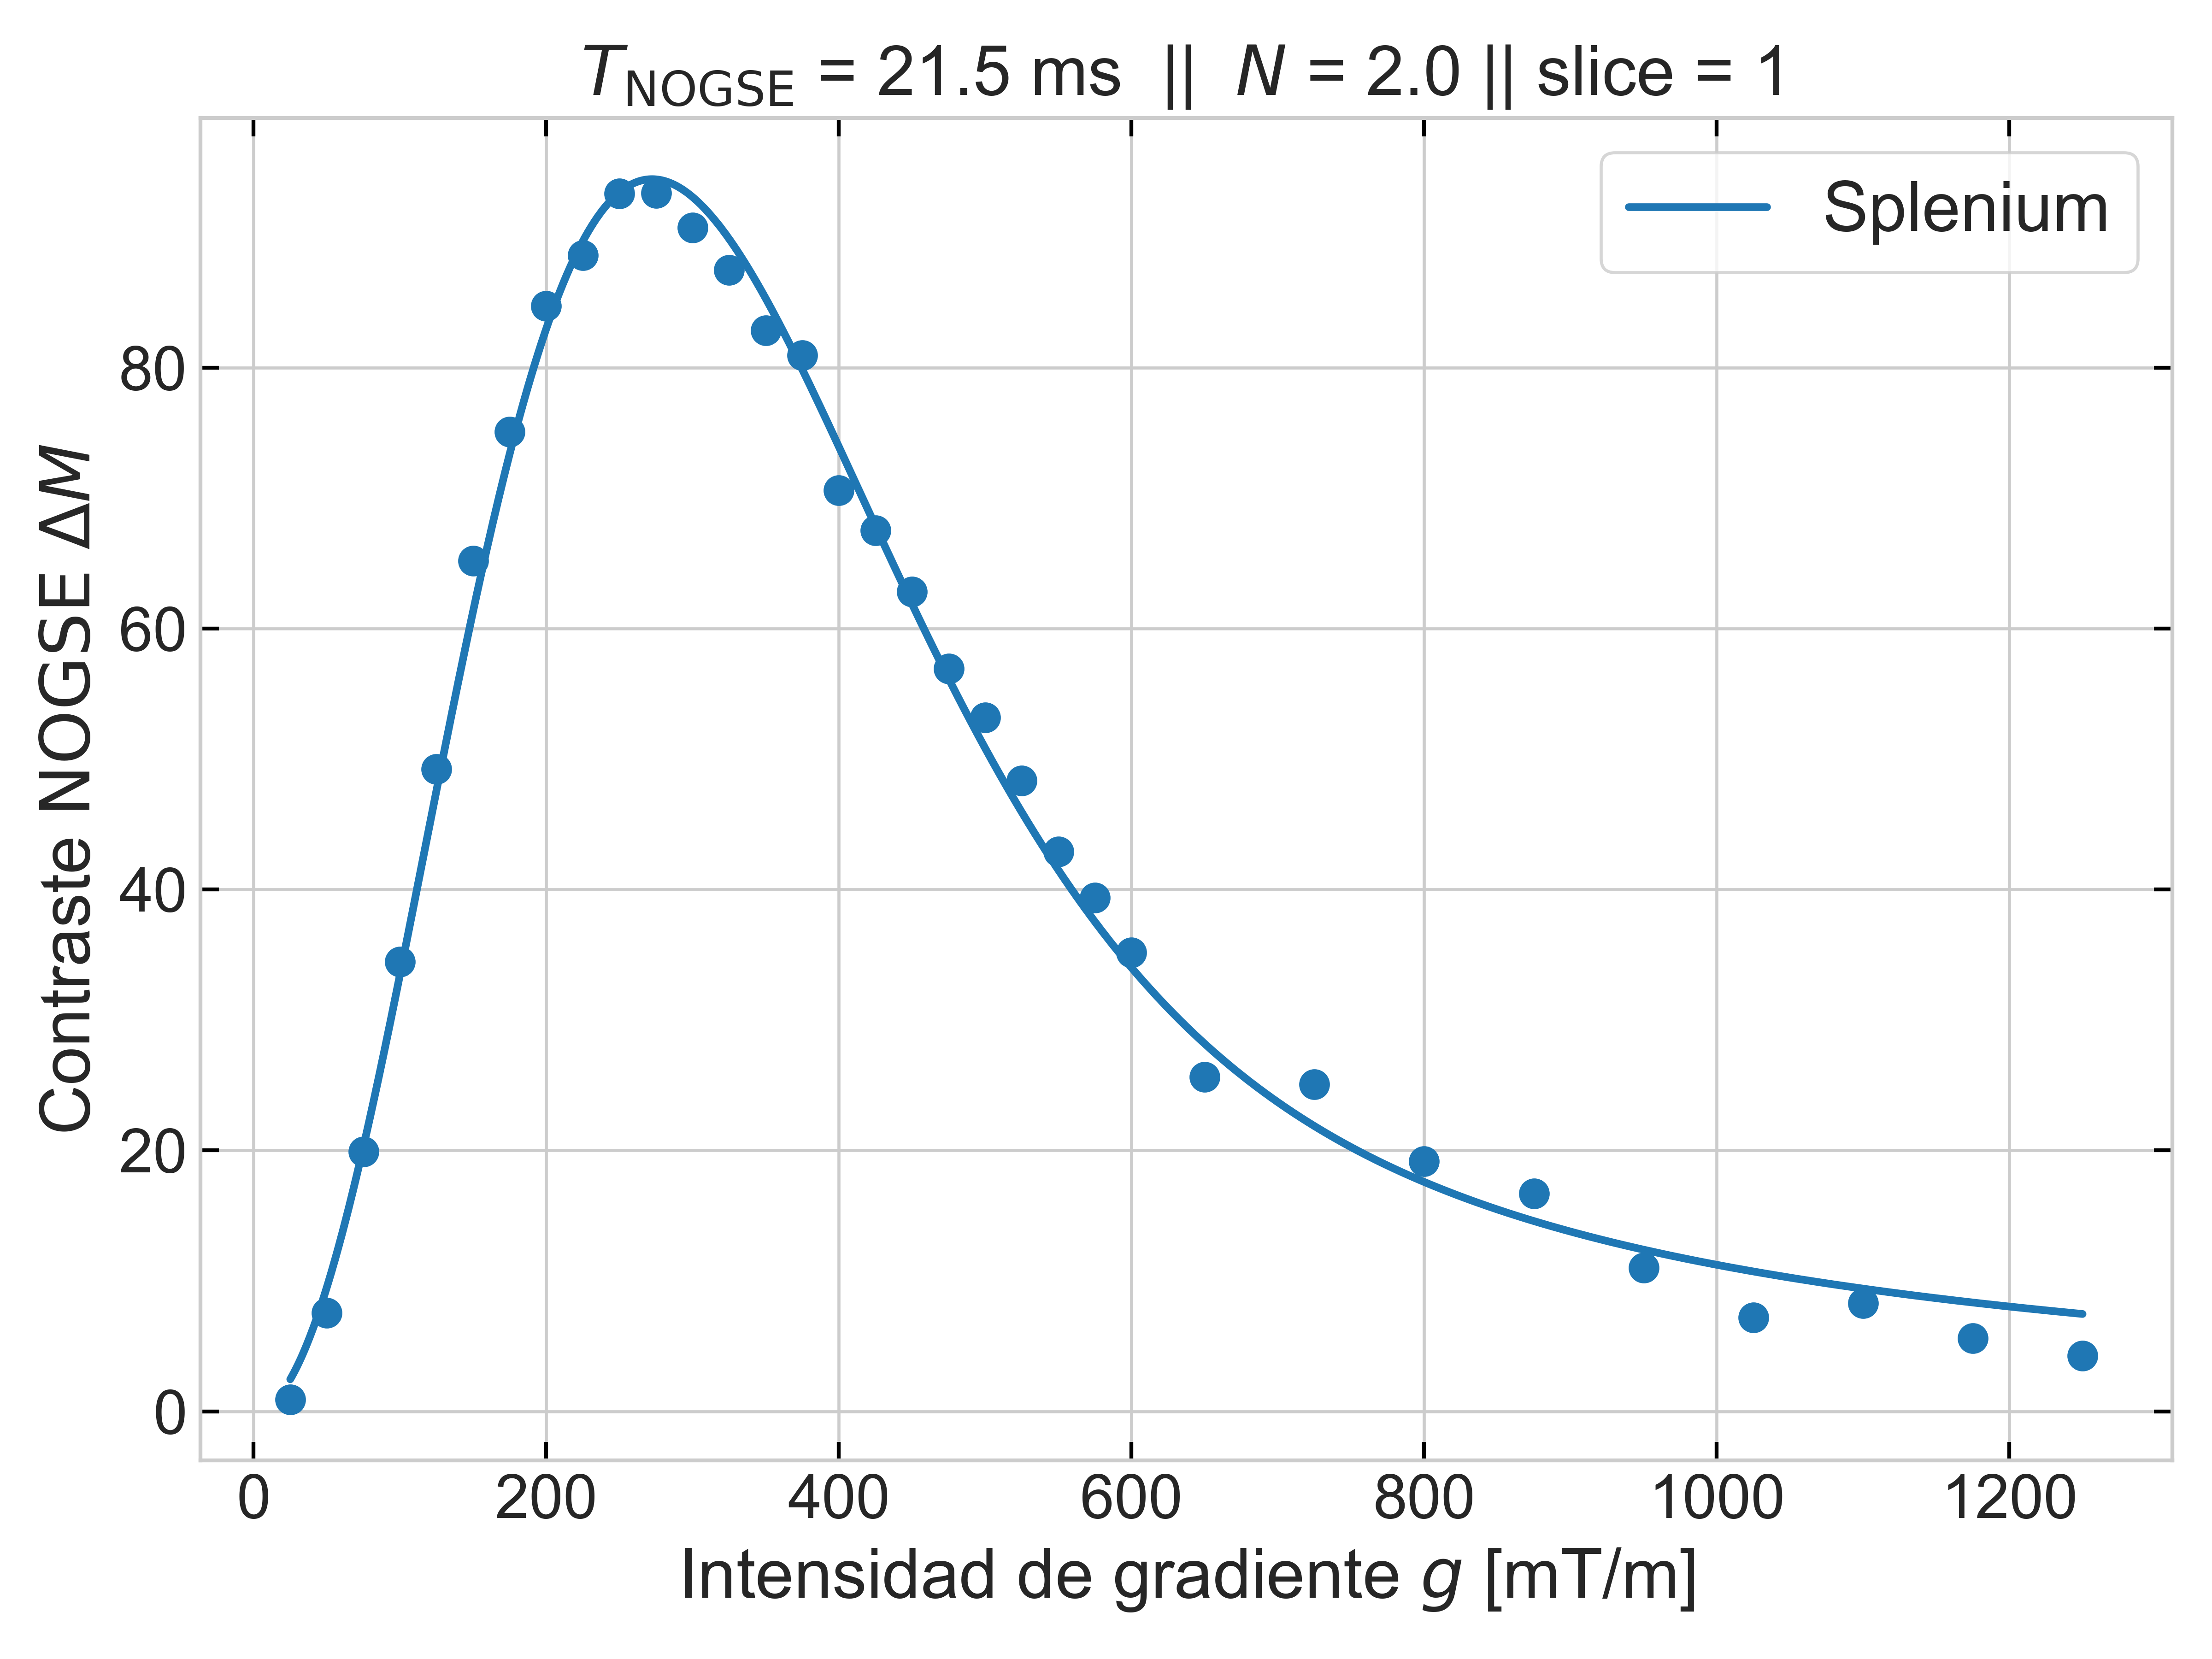 T_NOGSE = 21.5 ms || N = 2.0 || slice = 1
Splenium
Contraste NOGSE ΔM
80
60
40
20
0
0 200 400 600 800 1000 1200
Intensidad de gradiente g [mT/m]